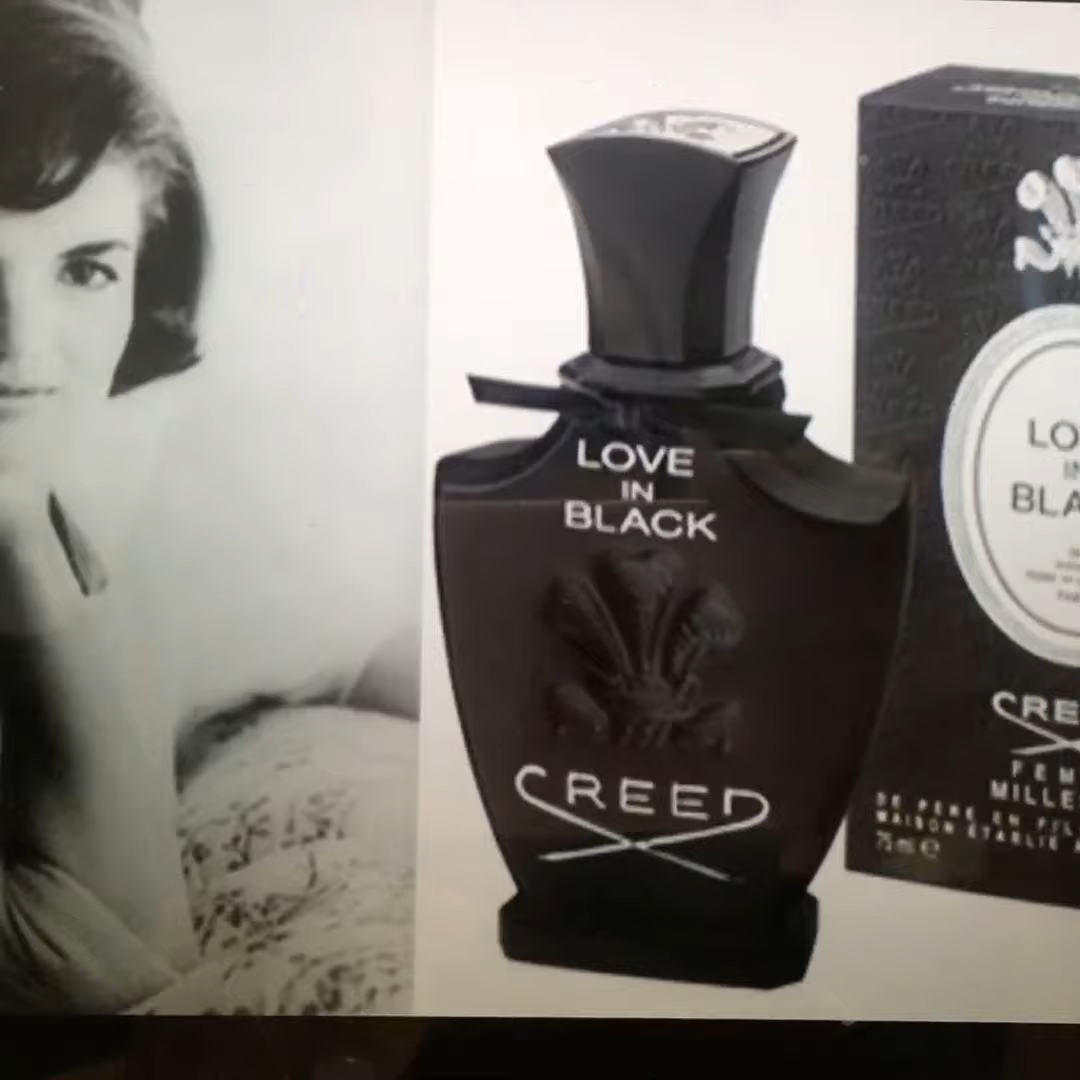 LOVE
IN
BLACK
CREED
LO
IN
BLA
CRE
FEM
MILLE
DE PERE EN FIL
MAISON ETABLIE A
75 ml e